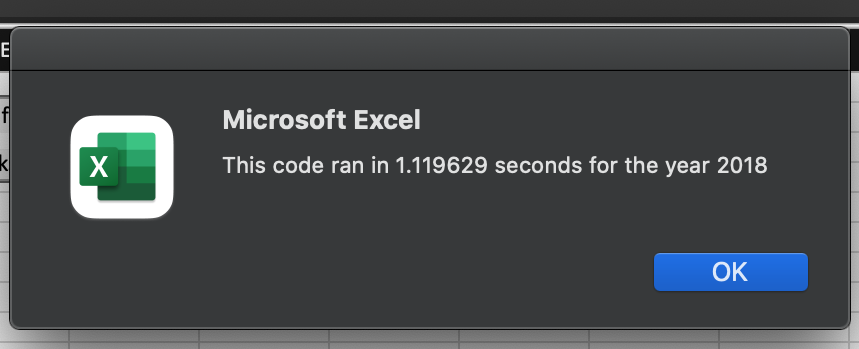 E
Microsoft Excel
f
This code ran in 1.119629 seconds for the year 2018
X
k
OK